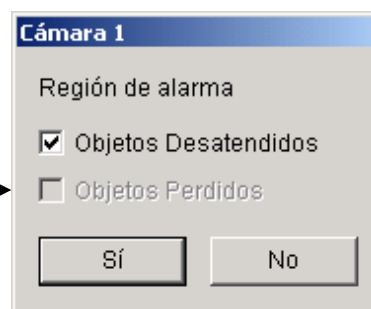 Cámara 1
Región de alarma
Objetos Desatendidos
Objetos Perdidos
Sí No